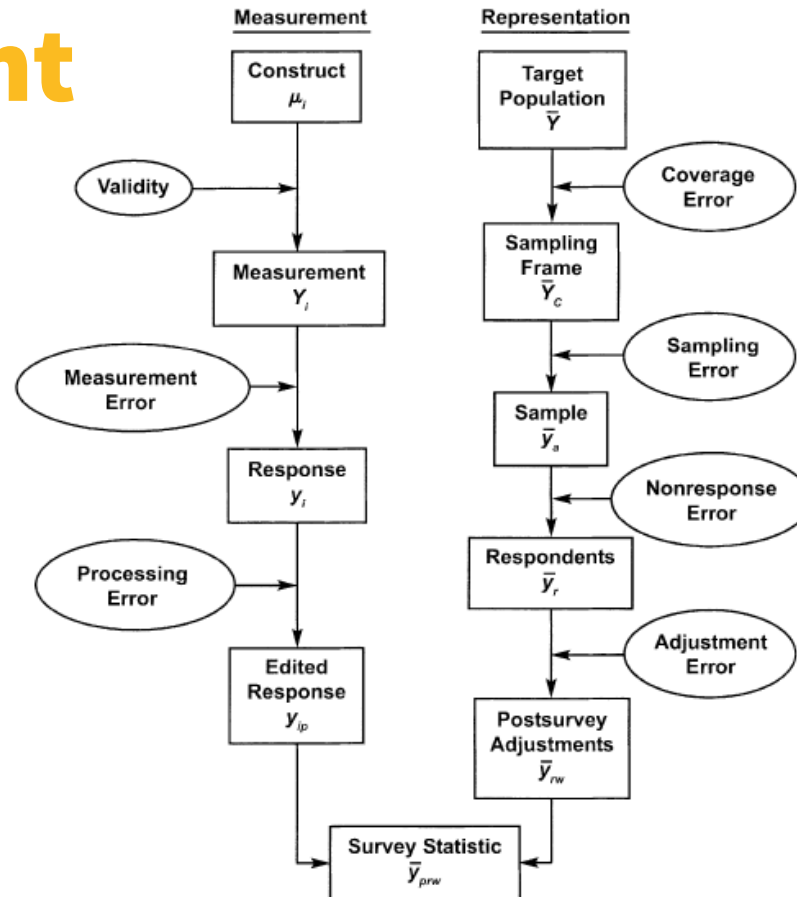 nt
Measurement
Construct
μi
Validity
Measurement
Yi
Measurement
Error
Response
yi
Processing
Error
Edited
Response
yip
Representation
Target
Population
Ȳ
Coverage
Error
Sampling
Frame
ȲC
Sampling
Error
Sample
ȳa
Nonresponse
Error
Respondents
ȳr
Adjustment
Error
Postsurvey
Adjustments
ȳrw
Survey Statistic
ȳprw